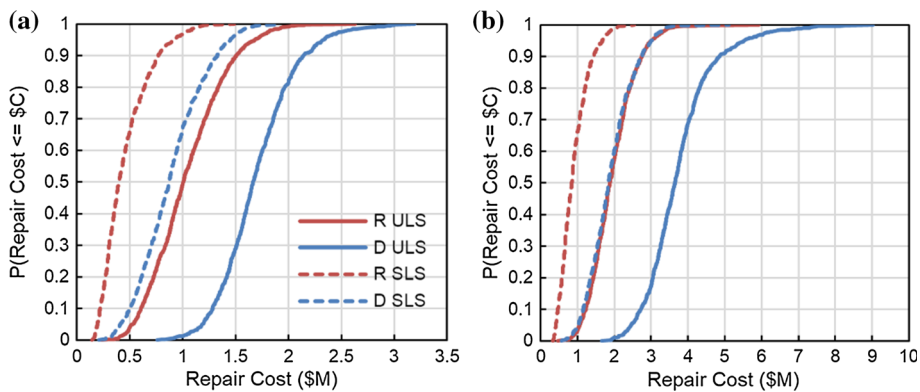 (a)
P(Repair Cost <= $C)
1
0.9
0.8
0.7
0.6
0.5
0.4
0.3
0.2
0.1
0
R ULS
D ULS
R SLS
D SLS
0 0.5 1 1.5 2 2.5 3 3.5
Repair Cost ($M)
(b)
P(Repair Cost <= $C)
1
0.9
0.8
0.7
0.6
0.5
0.4
0.3
0.2
0.1
0
0 1 2 3 4 5 6 7 8 9 10
Repair Cost ($M)